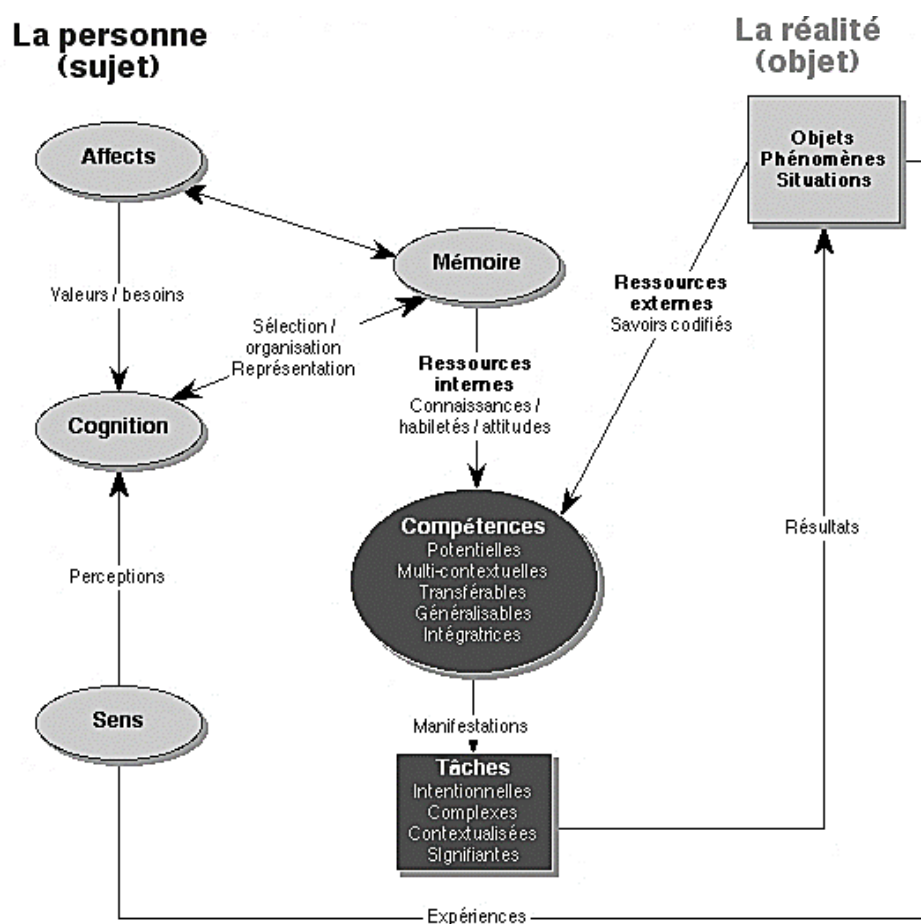 La personne
(sujet)
La réalité
(objet)
Affects
Objets
Phénomènes
Situations
Mémoire
Valeurs / besoins
Ressources
externes
Savoirs codifiés
Sélection /
organisation
Représentation
Ressources
internes
Connaissances /
habiletés / attitudes
Cognition
Compétences
Potentielles
Multi-contextuelles
Transférables
Généralisables
Intégratrices
Résultats
Perceptions
Sens
Manifestations
Tâches
Intentionnelles
Complexes
Contextualisées
SIgnifiantes
Expériences